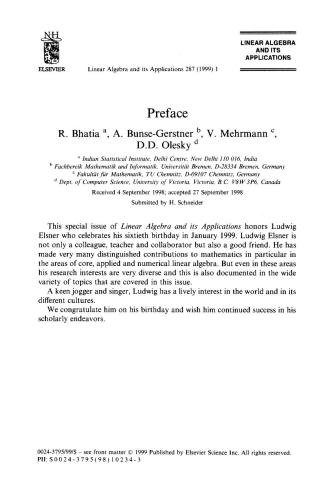 NH
ELSEVIER
Linear Algebra and its Applications 287 (1999) 1
LINEAR ALGEBRA
AND ITS
APPLICATIONS
Preface
R. Bhatia ᵃ, A. Bunse-Gerstner ᵇ, V. Mehrmann ᶜ,
D.D. Olesky ᵈ
ᵃ Indian Statistical Institute, Delhi Centre, New Delhi 110 016, India
ᵇ Fachbereich Mathematik und Informatik, Universität Bremen, D-28334 Bremen, Germany
ᶜ Fakultät für Mathematik, TU Chemnitz, D-09107 Chemnitz, Germany
ᵈ Dept. of Computer Science, University of Victoria, Victoria, B.C. V8W 3P6, Canada
Received 4 September 1998; accepted 27 September 1998
Submitted by H. Schneider
This special issue of Linear Algebra and its Applications honors Ludwig
Elsner who celebrates his sixtieth birthday in January 1999. Ludwig Elsner is
not only a colleague, teacher and collaborator but also a good friend. He has
made very many distinguished contributions to mathematics in particular in
the areas of core, applied and numerical linear algebra. But even in these areas
his research interests are very diverse and this is also documented in the wide
variety of topics that are covered in this issue.
A keen jogger and singer, Ludwig has a lively interest in the world and in its
different cultures.
We congratulate him on his birthday and wish him continued success in his
scholarly endeavors.
0024-3795/99/$ – see front matter © 1999 Published by Elsevier Science Inc. All rights reserved.
PII: S0024-3795(98)10234-3